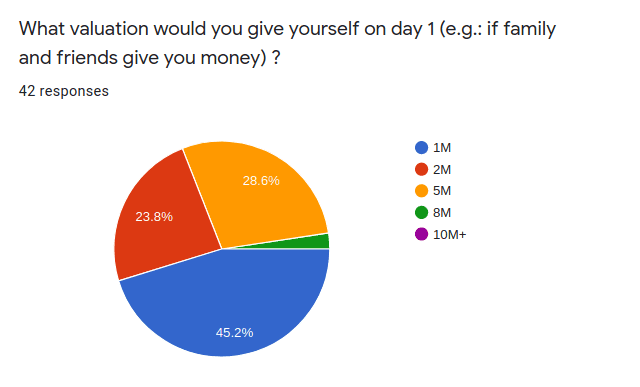 What valuation would you give yourself on day 1 (e.g.: if family
and friends give you money) ?
42 responses
28.6%
23.8%
45.2%
1M
2M
5M
8M
10M+